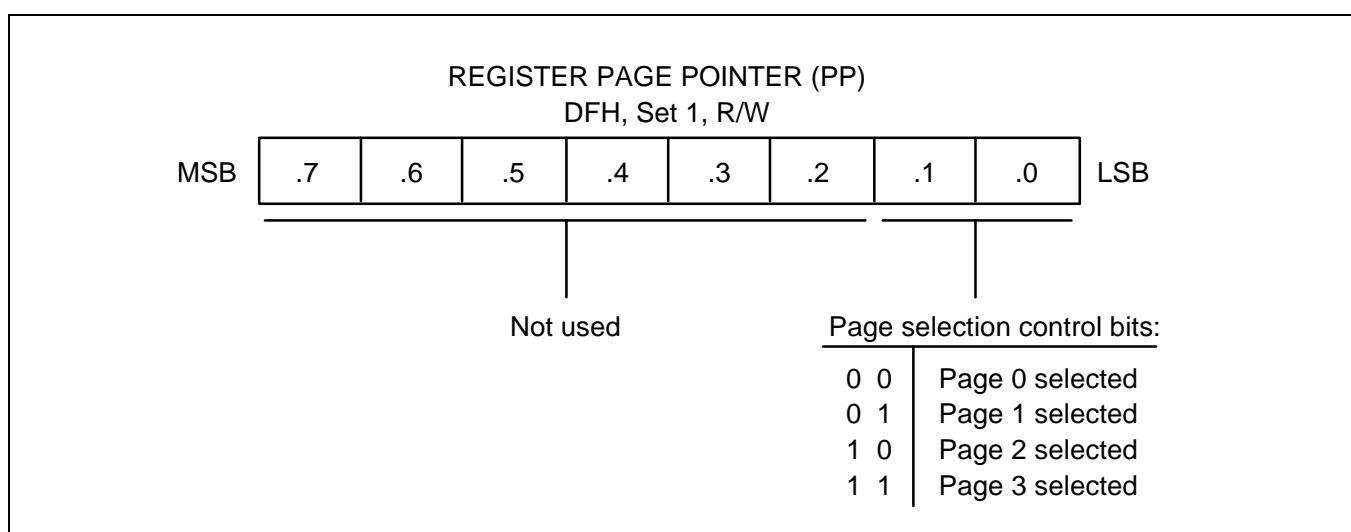 REGISTER PAGE POINTER (PP)
DFH, Set 1, R/W
MSB .7 .6 .5 .4 .3 .2 .1 .0 LSB
Not used
Page selection control bits:
0 0 Page 0 selected
0 1 Page 1 selected
1 0 Page 2 selected
1 1 Page 3 selected